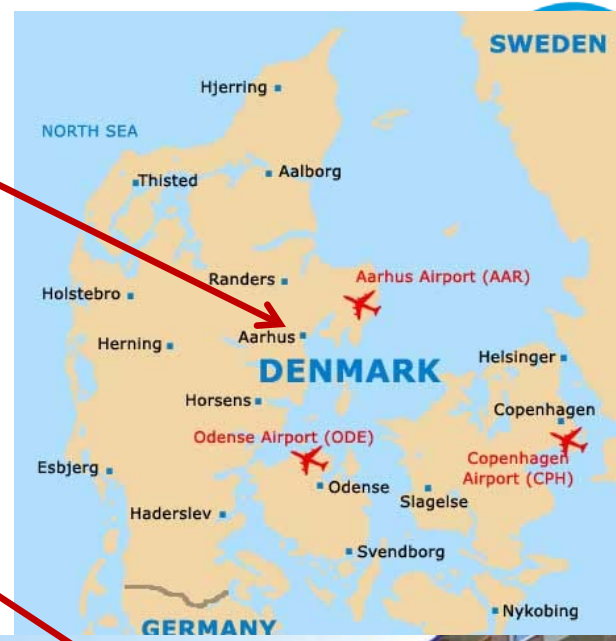 SWEDEN
Hjerring
NORTH SEA
Thisted
Aalborg
Randers
Aarhus Airport (AAR)
Holstebro
Aarhus
Herning
DENMARK
Helsinger
Horsens
Copenhagen
Odense Airport (ODE)
Copenhagen
Airport (CPH)
Esbjerg
Odense
Slagelse
Haderslev
Svendborg
Nykobing
GERMANY